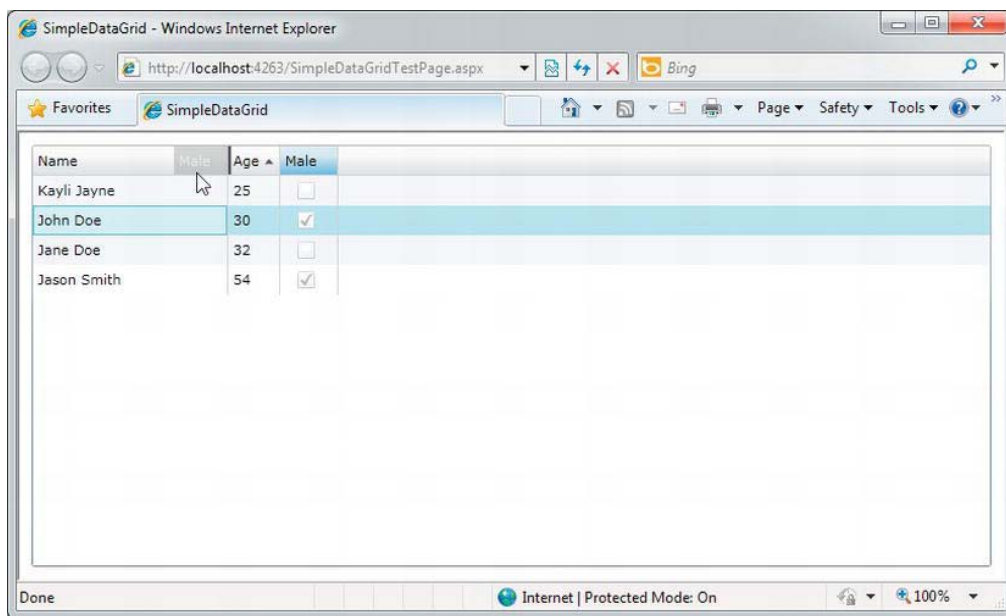 SimpleDataGrid - Windows Internet Explorer
http://localhost:4263/SimpleDataGridTestPage.aspx Bing
Favorites SimpleDataGrid Page Safety Tools »
Name Male Age Male
Kayli Jayne 25
John Doe 30
Jane Doe 32
Jason Smith 54
Done Internet | Protected Mode: On 100%